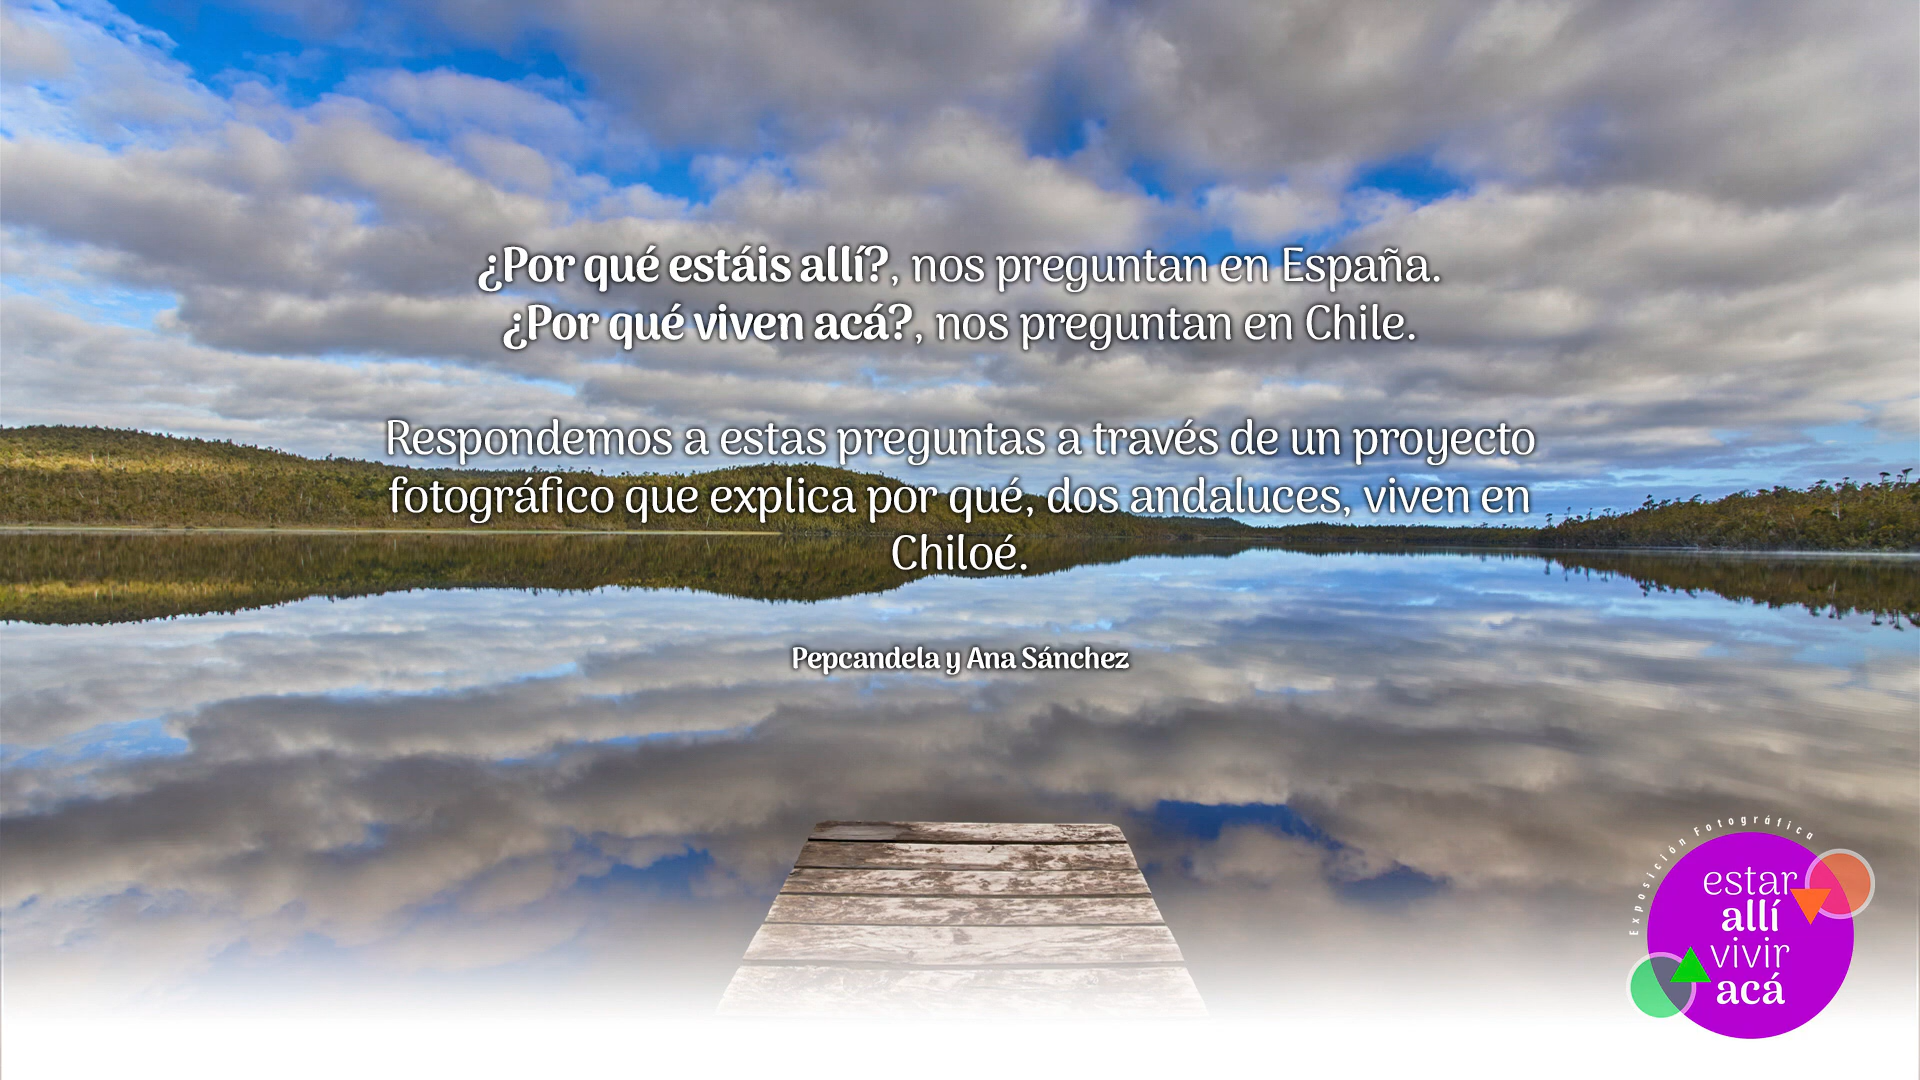 ¿Por qué estáis allí?, nos preguntan en España.
¿Por qué viven acá?, nos preguntan en Chile.
Respondemos a estas preguntas a través de un proyecto
fotográfico que explica por qué, dos andaluces, viven en
Chiloé.
Pepcandela y Ana Sánchez
Exposición Fotográfica
estar
allí
vivir
acá